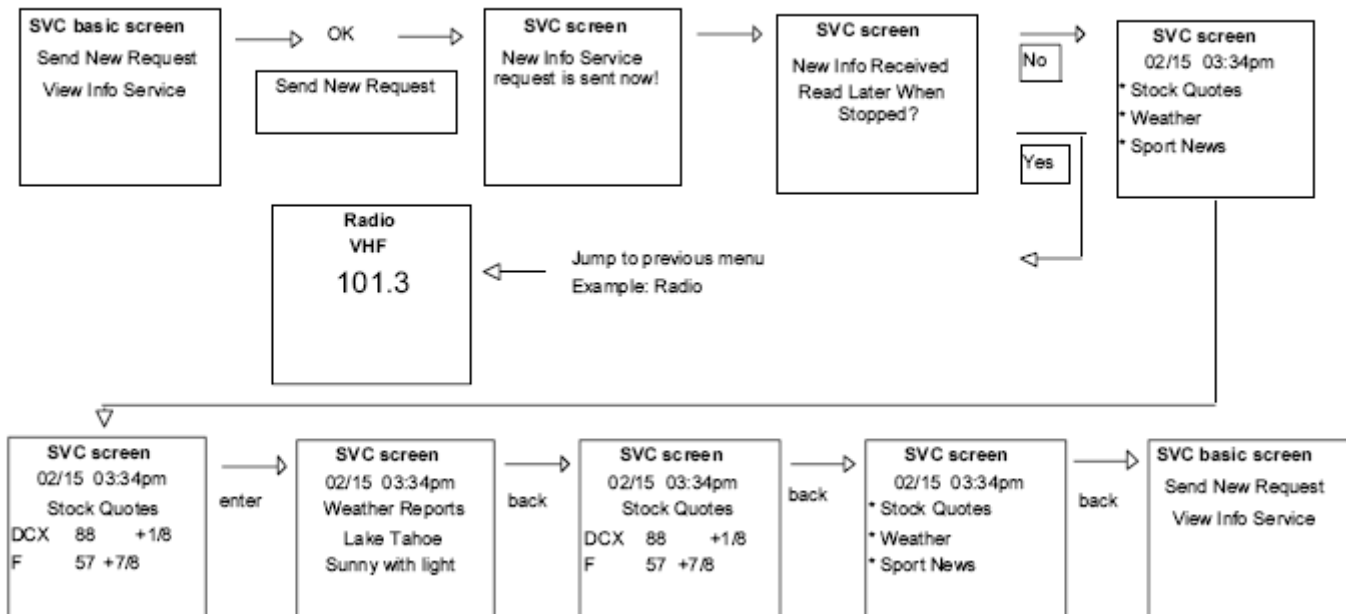 SVC basic screen
Send New Request
View Info Service
OK
Send New Request
SVC screen
New Info Service
request is sent now!
SVC screen
New Info Received
Read Later When
Stopped?
No
Yes
SVC screen
02/15 03:34pm
* Stock Quotes
* Weather
* Sport News
Radio
VHF
101.3
Jump to previous menu
Example: Radio
SVC screen
02/15 03:34pm
Stock Quotes
DCX 88 +1/8
F 57 +7/8
enter
SVC screen
02/15 03:34pm
Weather Reports
Lake Tahoe
Sunny with light
back
SVC screen
02/15 03:34pm
Stock Quotes
DCX 88 +1/8
F 57 +7/8
back
SVC screen
02/15 03:34pm
* Stock Quotes
* Weather
* Sport News
back
SVC basic screen
Send New Request
View Info Service